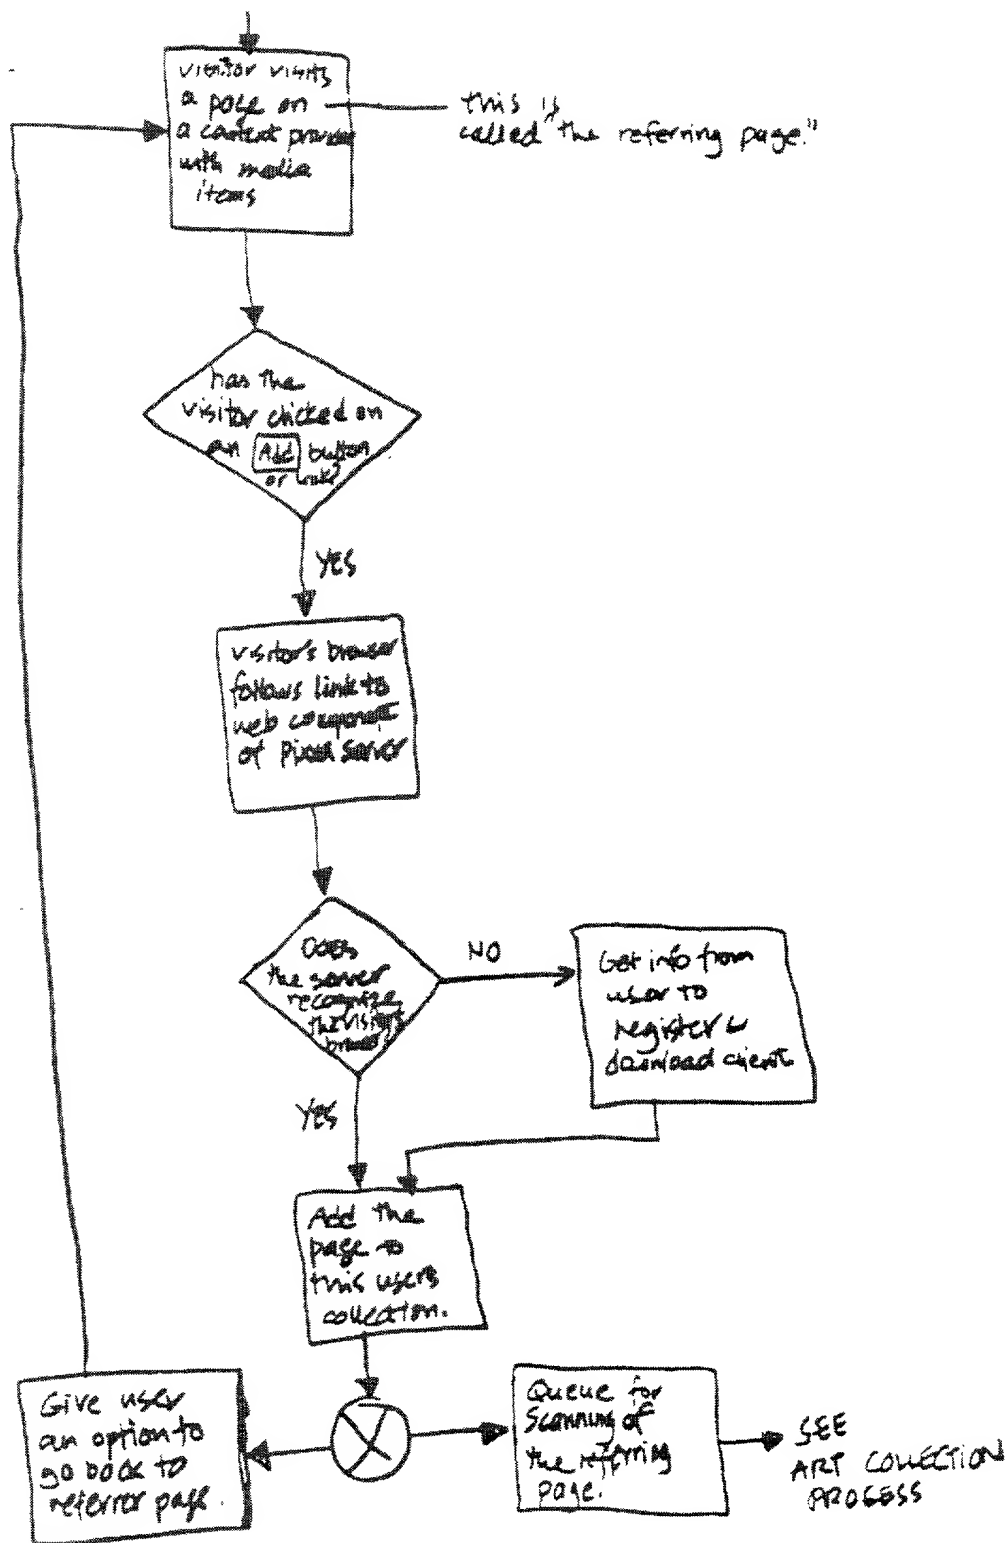 visitor visits
a page on
a content provider
with media
items
this is
called "the referring page."
has the
visitor clicked on
an Add button
or link?
YES
visitor's browser
follows link to
web component
of Pixel server
Does
the server
recognize
the visitor's
browser
NO
Get info from
user to
register &
download client
YES
Add the
page to
this users
collection.
Give user
an option to
go back to
referrer page.
Queue for
scanning of
the referring
page.
SEE
ART COLLECTION
PROCESS